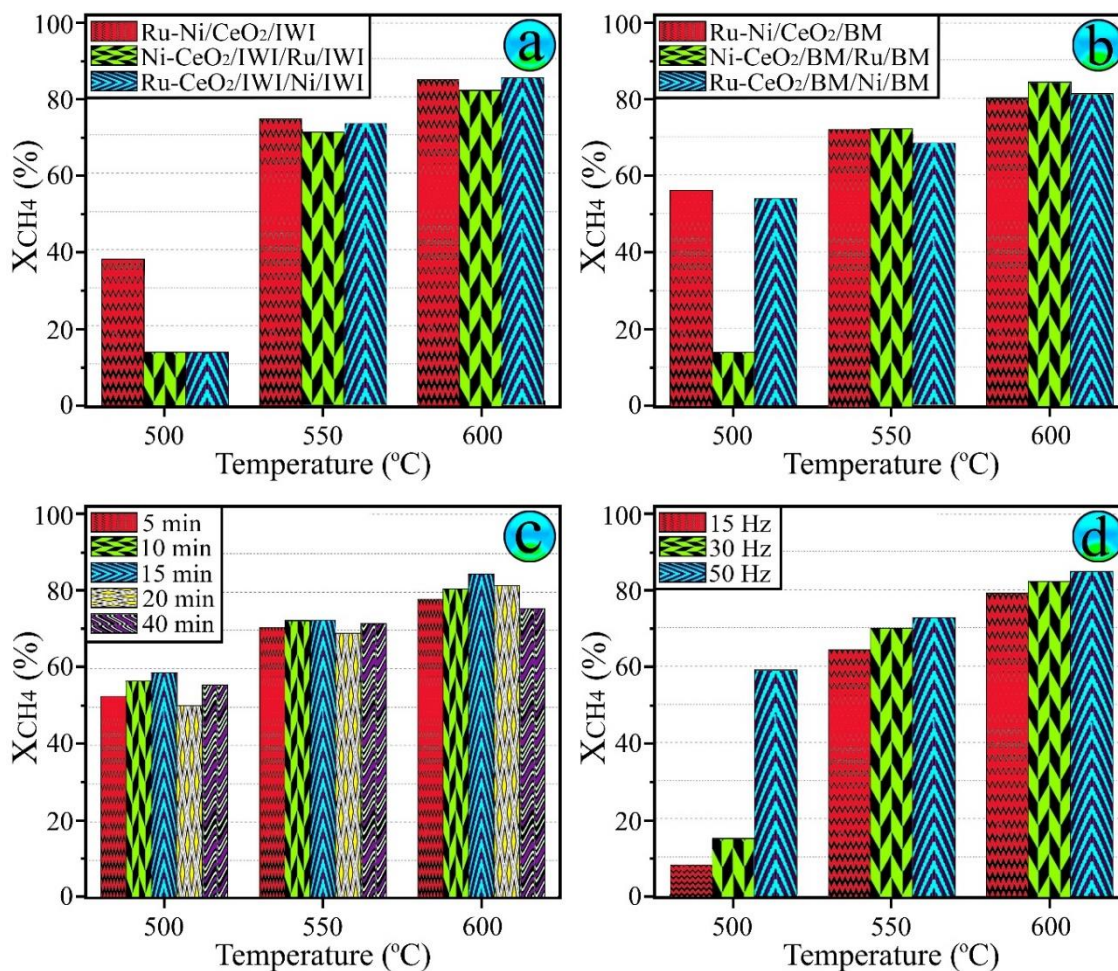 100
80
60
40
20
0
X_CH4 (%)
Ru-Ni/CeO₂/IWI
Ni-CeO₂/IWI/Ru/IWI
Ru-CeO₂/IWI/Ni/IWI
a
500 550 600
Temperature (ºC)
100
80
60
40
20
0
X_CH4 (%)
Ru-Ni/CeO₂/BM
Ni-CeO₂/BM/Ru/BM
Ru-CeO₂/BM/Ni/BM
b
500 550 600
Temperature (ºC)
100
80
60
40
20
0
X_CH4 (%)
5 min
10 min
15 min
20 min
40 min
c
500 550 600
Temperature (ºC)
100
80
60
40
20
0
X_CH4 (%)
15 Hz
30 Hz
50 Hz
d
500 550 600
Temperature (ºC)